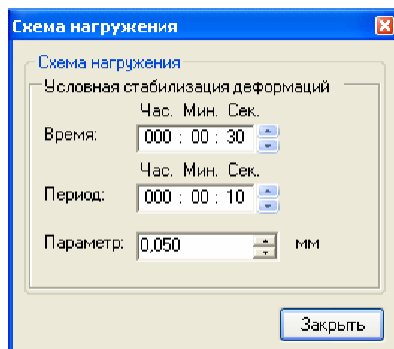 Схема нагружения
Схема нагружения
Условная стабилизация деформаций
Час. Мин. Сек.
Время: 000 : 00 : 30
Час. Мин. Сек.
Период: 000 : 00 : 10
Параметр: 0,050 мм
Закрыть